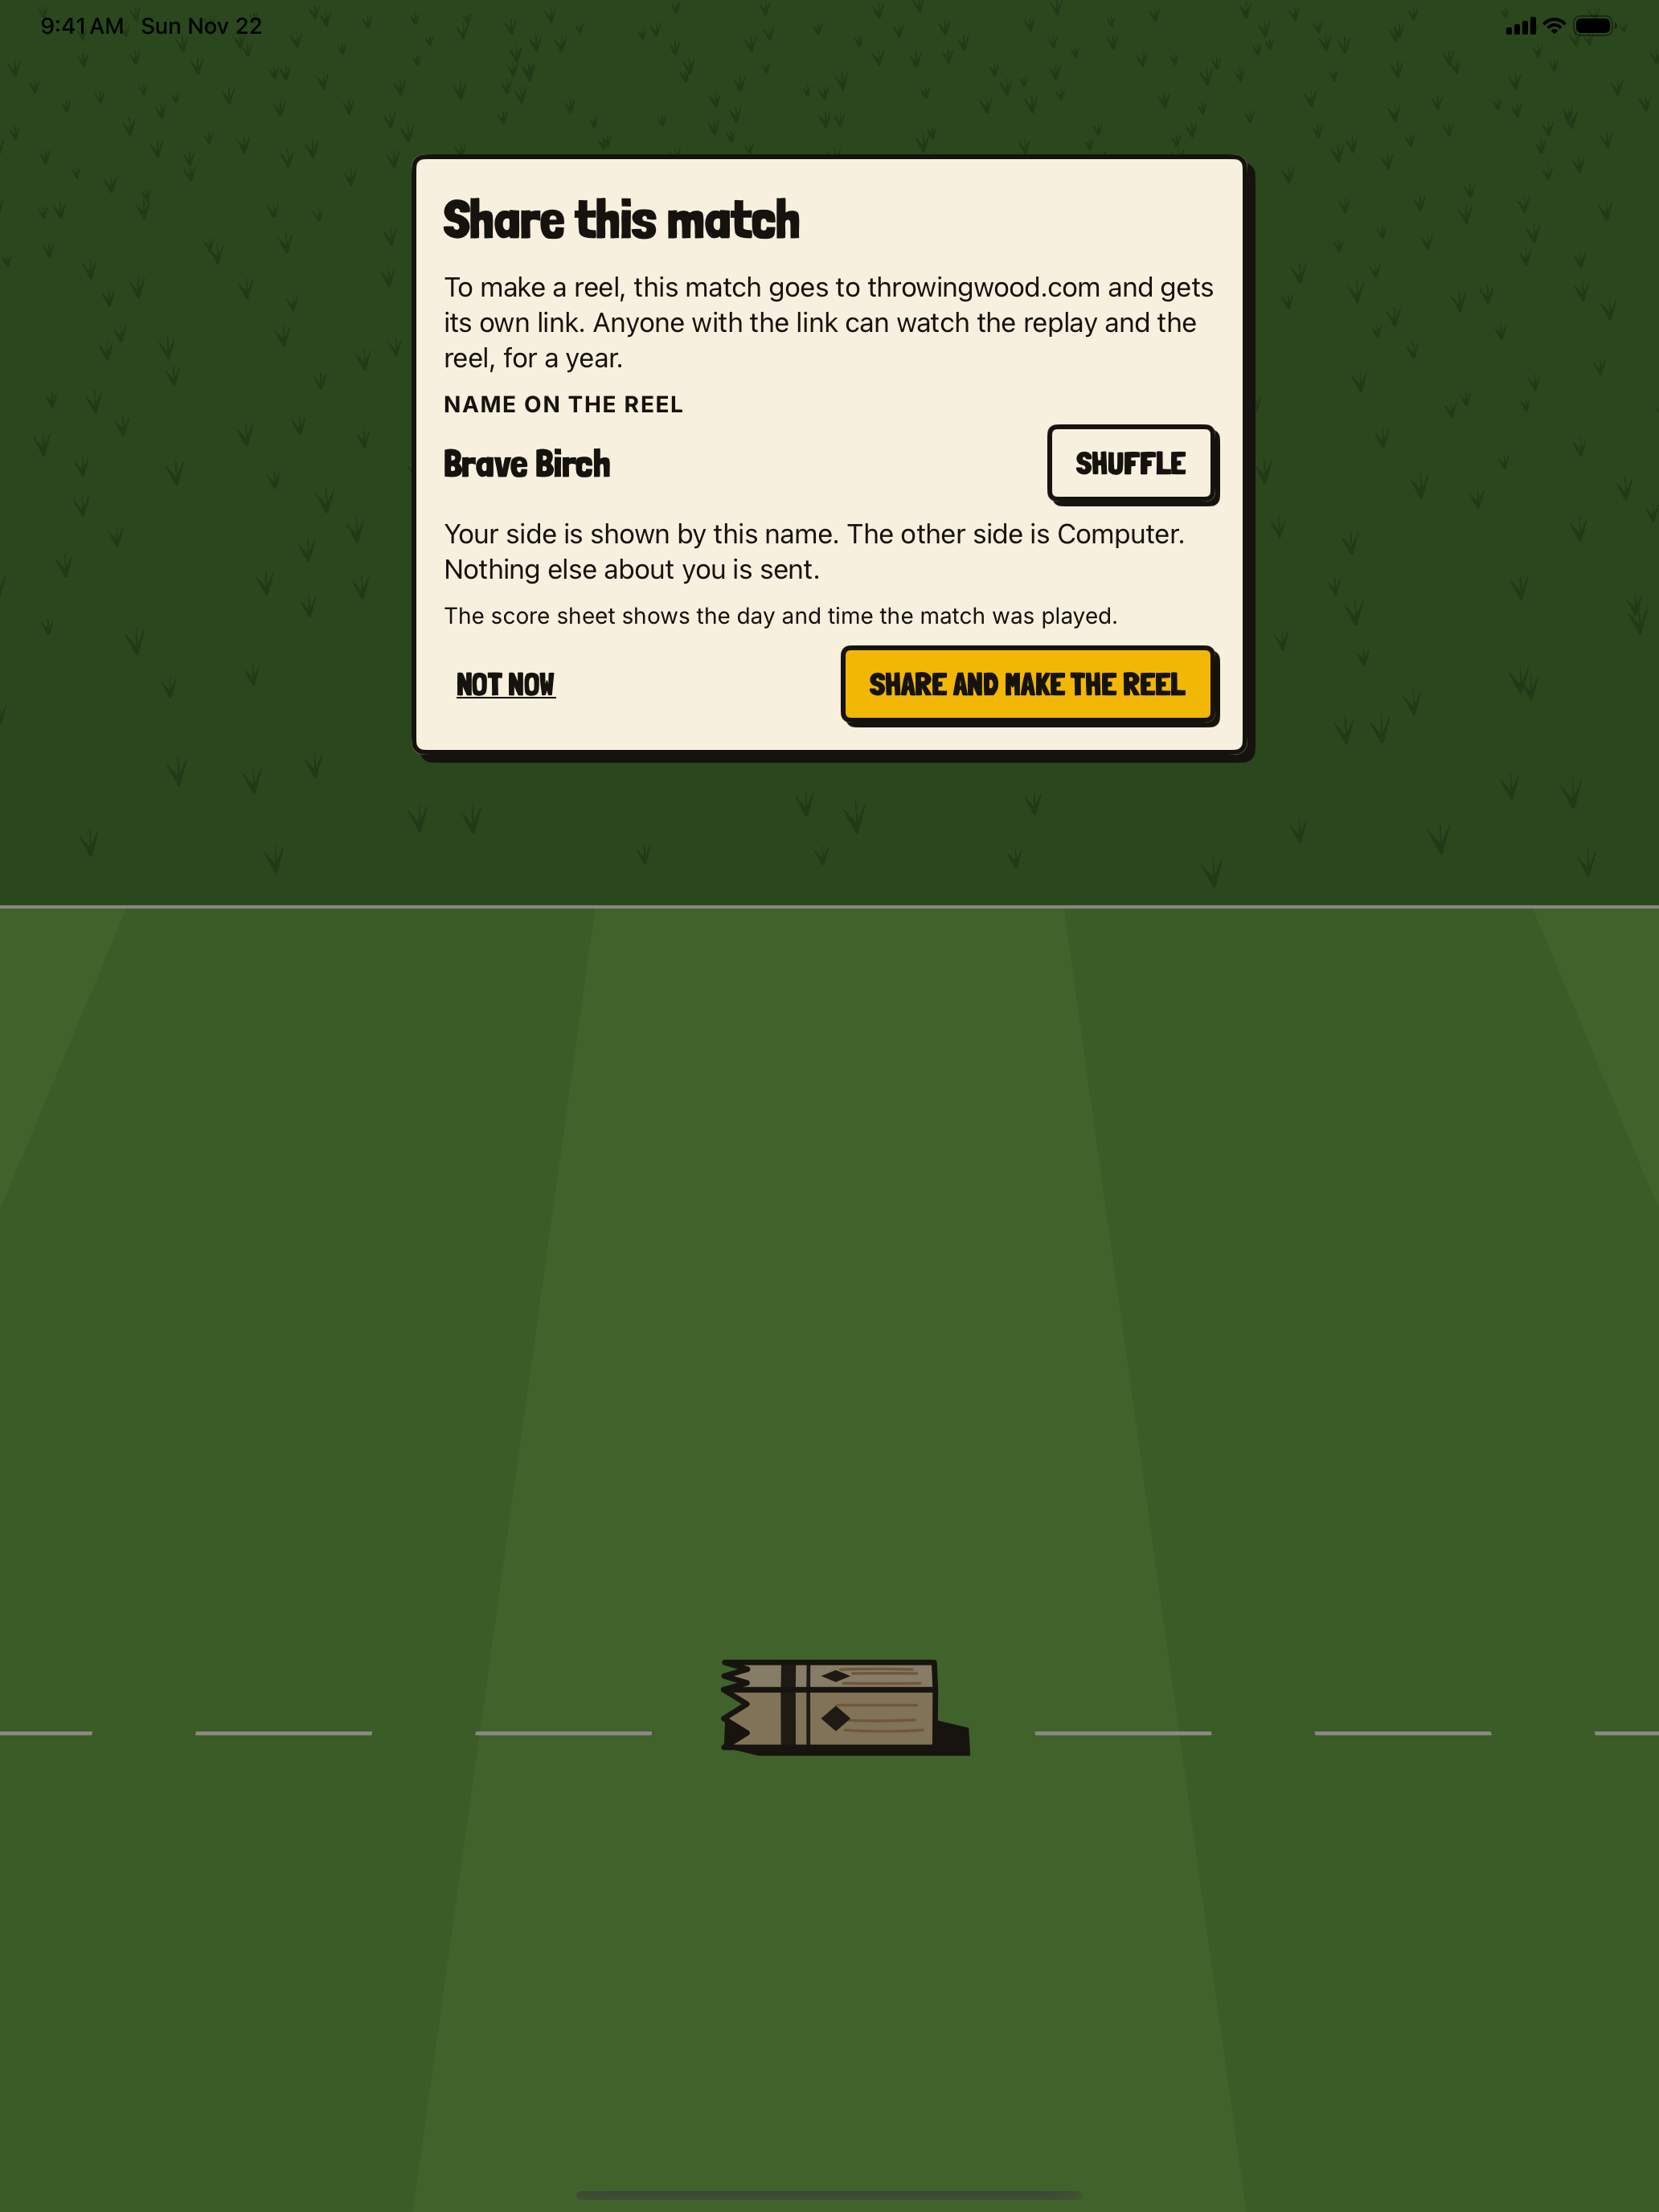 9:41 AM Sun Nov 22
Share this match
To make a reel, this match goes to throwingwood.com and gets
its own link. Anyone with the link can watch the replay and the
reel, for a year.
NAME ON THE REEL
Brave Birch
SHUFFLE
Your side is shown by this name. The other side is Computer.
Nothing else about you is sent.
The score sheet shows the day and time the match was played.
NOT NOW
SHARE AND MAKE THE REEL